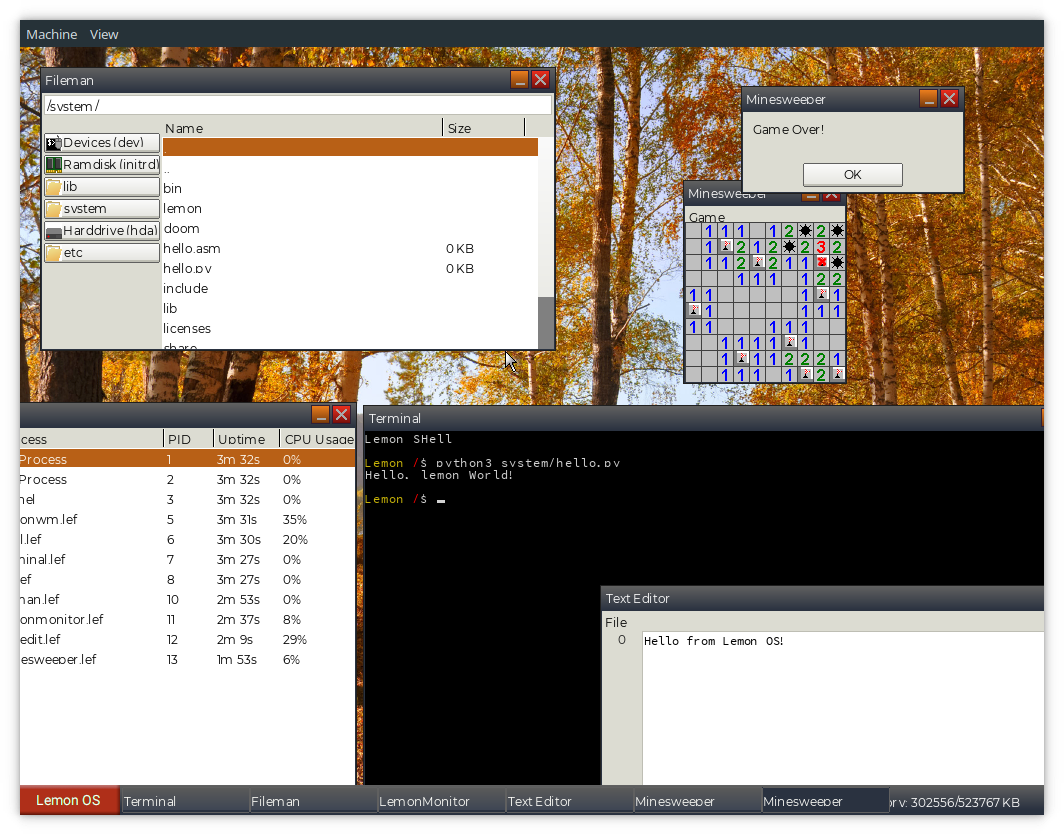 Machine View
Fileman
/system/
Name Size
Devices (dev)
Ramdisk (initrd)
lib
system
Harddrive (hda)
etc
..
bin
lemon
doom
hello.asm 0 KB
hello.py 0 KB
include
lib
licenses
share
Minesweeper
Game Over!
OK
Minesweeper
Game
1 1 1 1 2 2
1 2 1 2 3 2
1 1 2 2 1 1
1 1 1 1 2 2
1 1 1 1
1 1 1
1 1 1 1 1
1 1 1 1 1
1 1 1 2 2 2 1
1 1 1 1 2
cess PID Uptime CPU Usage
Process 1 3m 32s 0%
Process 2 3m 32s 0%
nel 3 3m 32s 0%
onwm.lef 5 3m 31s 35%
l.lef 6 3m 30s 20%
minal.lef 7 3m 27s 0%
ef 8 3m 27s 0%
man.lef 10 2m 53s 0%
onmonitor.lef 11 2m 37s 8%
edit.lef 12 2m 9s 29%
esweeper.lef 13 1m 53s 6%
Terminal
Lemon SHell
Lemon /$ python3 system/hello.py
Hello, lemon World!
Lemon /$
Text Editor
File
0 Hello from Lemon OS!
Lemon OS Terminal Fileman LemonMonitor Text Editor Minesweeper Minesweeper ory: 302556/523767 KB